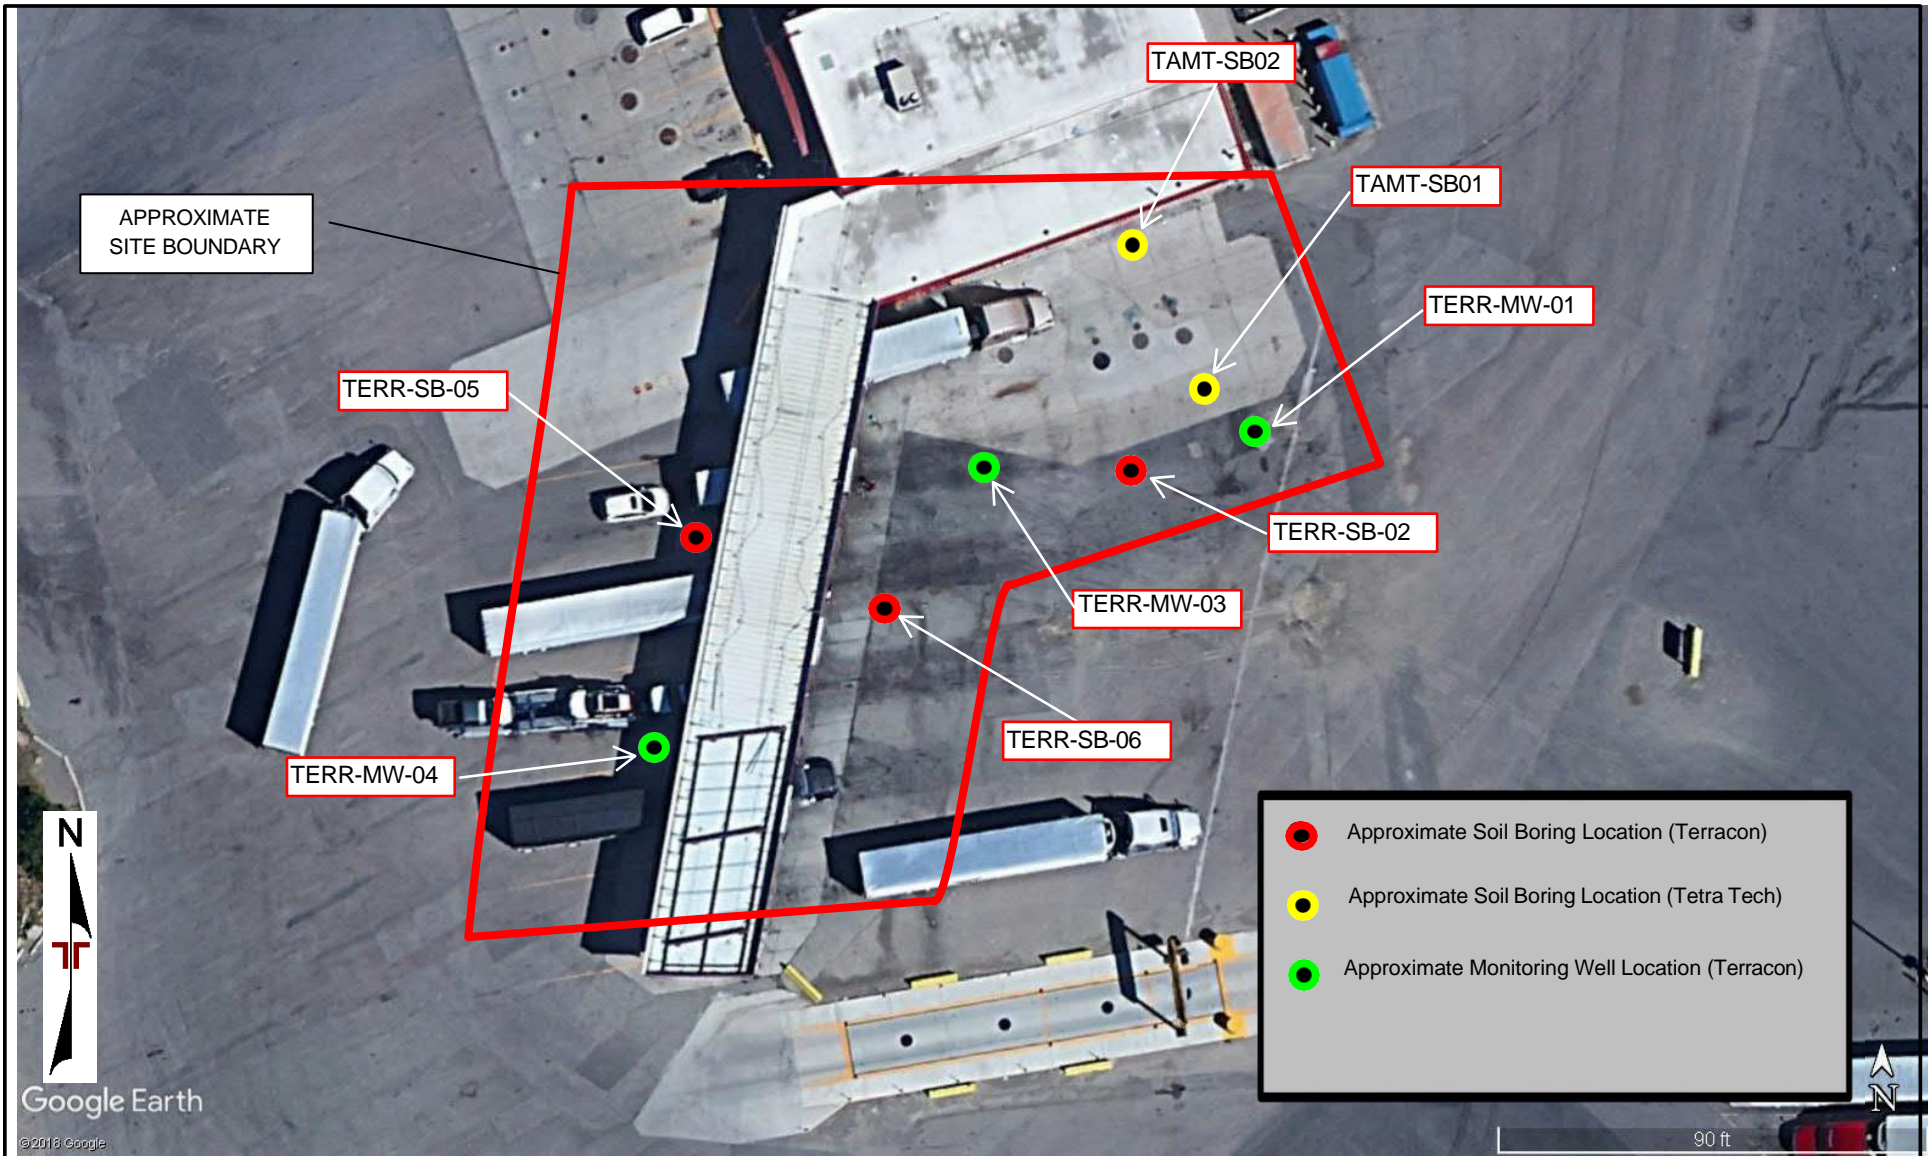 TAMT-SB02
TAMT-SB01
APPROXIMATE
SITE BOUNDARY
TERR-MW-01
TERR-SB-05
TERR-SB-02
TERR-MW-03
TERR-SB-06
TERR-MW-04
N
Approximate Soil Boring Location (Terracon)
Approximate Soil Boring Location (Tetra Tech)
Approximate Monitoring Well Location (Terracon)
Google Earth
©2018 Google
N
90 ft